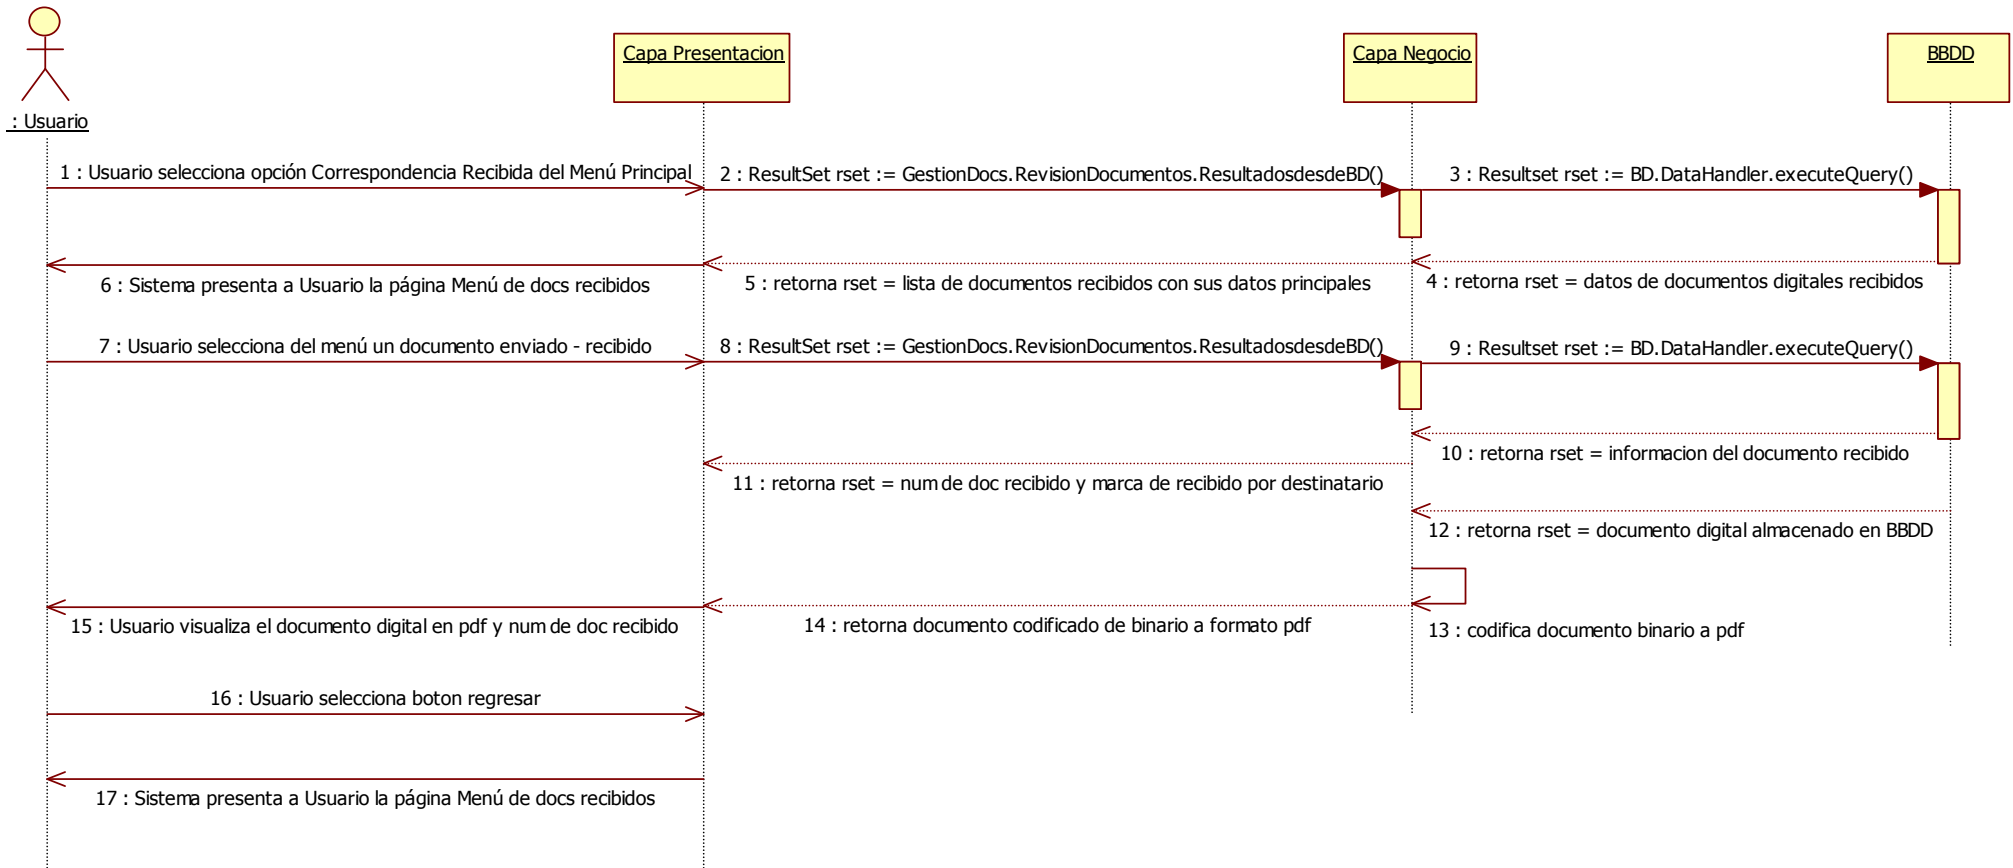 Capa Presentacion
Capa Negocio
BBDD
: Usuario
1 : Usuario selecciona opción Correspondencia Recibida del Menú Principal
2 : ResultSet rset := GestionDocs.RevisionDocumentos.ResultadosdesdeBD()
3 : Resultset rset := BD.DataHandler.executeQuery()
4 : retorna rset = datos de documentos digitales recibidos
5 : retorna rset = lista de documentos recibidos con sus datos principales
6 : Sistema presenta a Usuario la página Menú de docs recibidos
7 : Usuario selecciona del menú un documento enviado - recibido
8 : ResultSet rset := GestionDocs.RevisionDocumentos.ResultadosdesdeBD()
9 : Resultset rset := BD.DataHandler.executeQuery()
10 : retorna rset = informacion del documento recibido
11 : retorna rset = num de doc recibido y marca de recibido por destinatario
12 : retorna rset = documento digital almacenado en BBDD
13 : codifica documento binario a pdf
14 : retorna documento codificado de binario a formato pdf
15 : Usuario visualiza el documento digital en pdf y num de doc recibido
16 : Usuario selecciona boton regresar
17 : Sistema presenta a Usuario la página Menú de docs recibidos